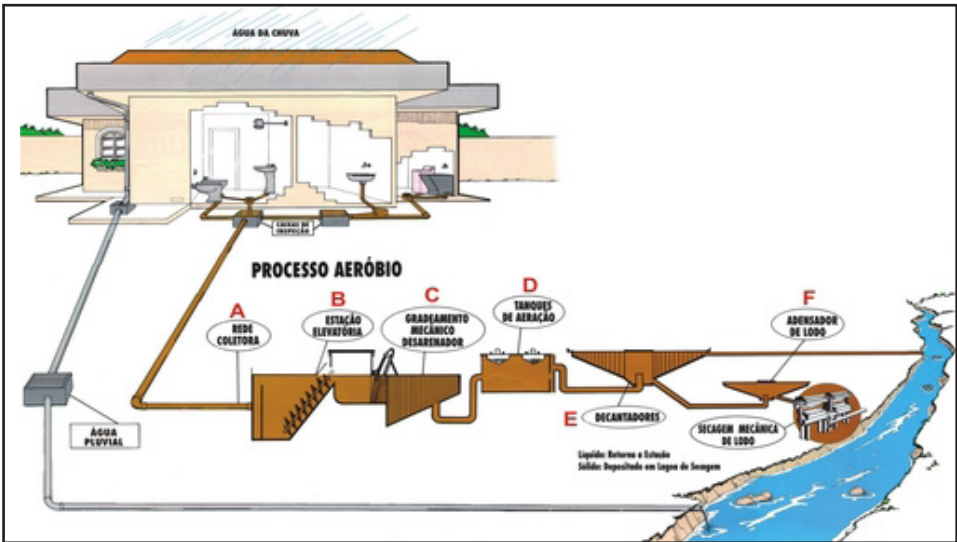 ÁGUA DA CHUVA
CAIXAS DE
INSPEÇÃO
PROCESSO AERÓBIO
A
REDE
COLETORA
B
ESTAÇÃO
ELEVATÓRIA
C
GRADEAMENTO
MECÂNICO
DESARENADOR
D
TANQUES
DE AERAÇÃO
F
ADENSADOR
DE LODO
E
DECANTADORES
SECAGEM MECÂNICA
DE LODO
ÁGUA
PLUVIAL
Líquido: Retorna a Estação
Sólido: Depositado em Lagoa de Secagem